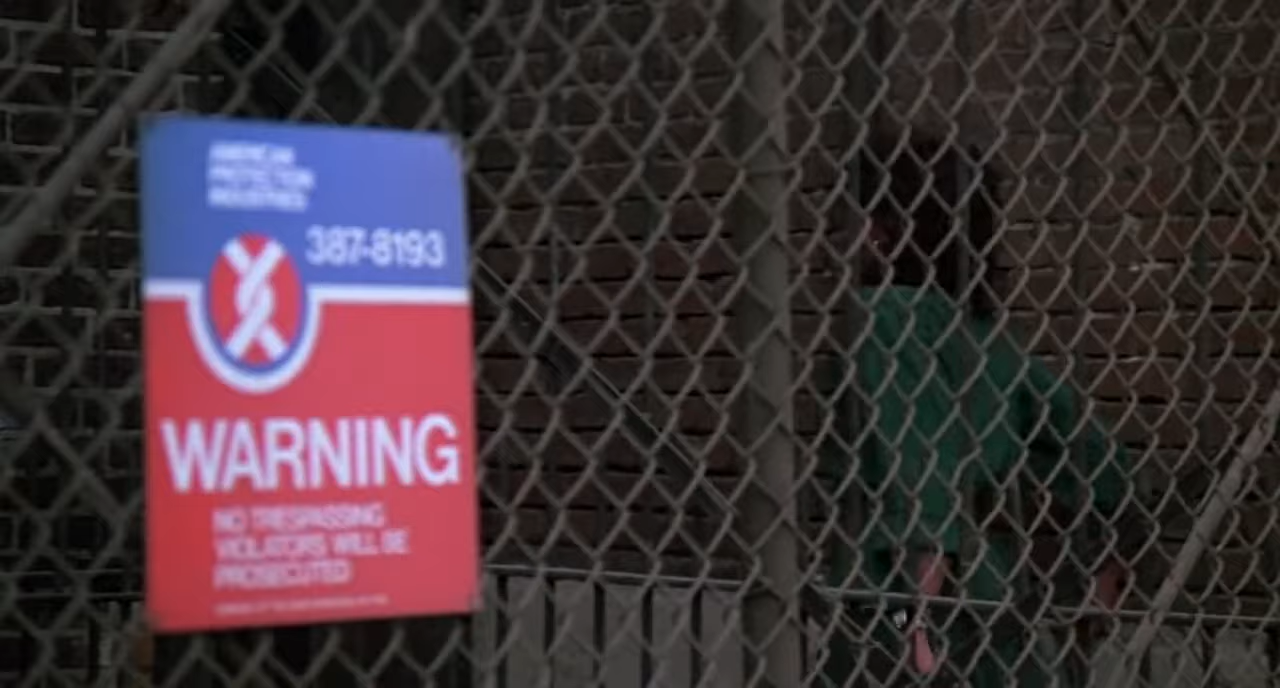 AMERICAN
PROTECTION
INDUSTRIES
387-8193
WARNING
NO TRESPASSING
VIOLATORS WILL BE
PROSECUTED